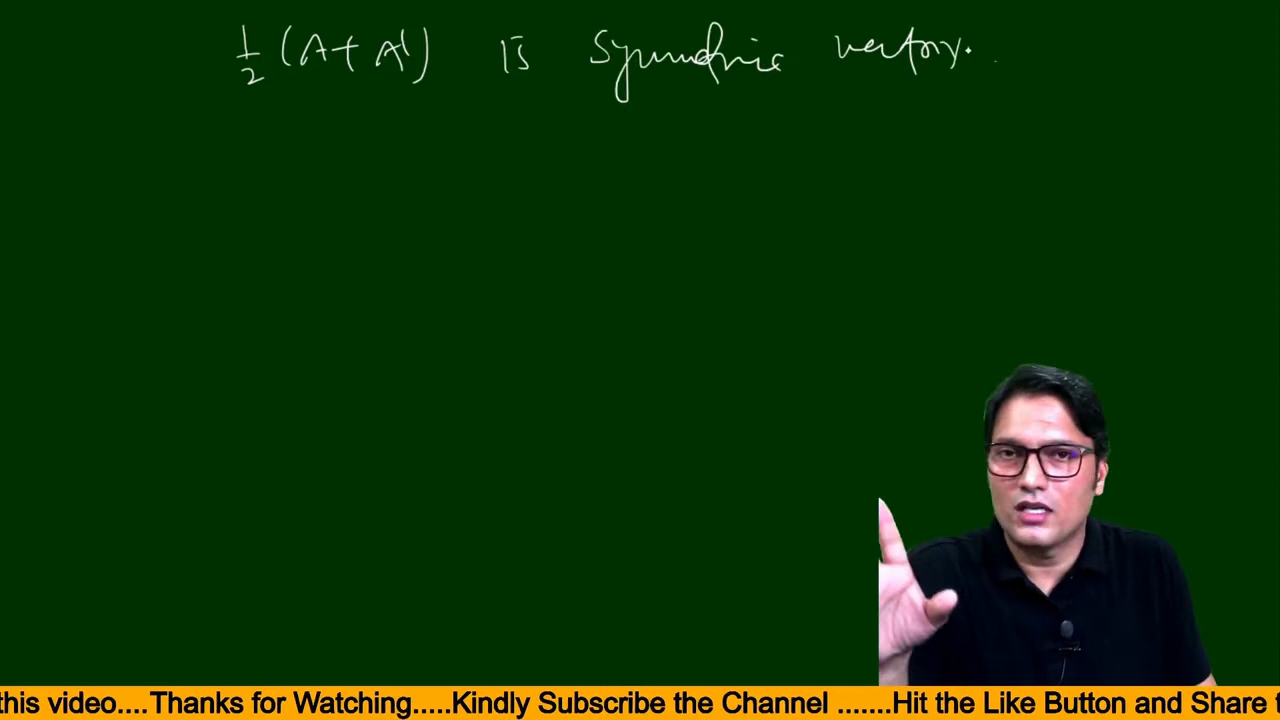 1/2 (A + A') is Symmetric matrix.
this video....Thanks for Watching.....Kindly Subscribe the Channel .......Hit the Like Button and Share